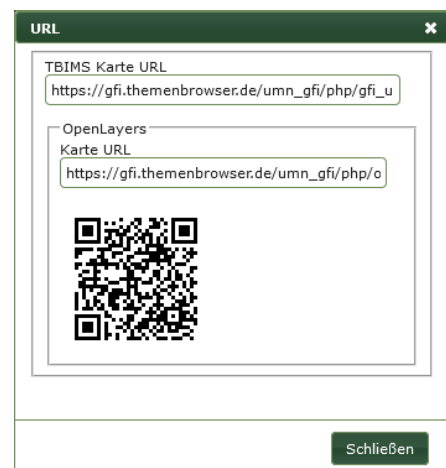 URL
TBIMS Karte URL
https://gfi.themenbrowser.de/umn_gfi/php/gfi_u
OpenLayers
Karte URL
https://gfi.themenbrowser.de/umn_gfi/php/o
Schließen